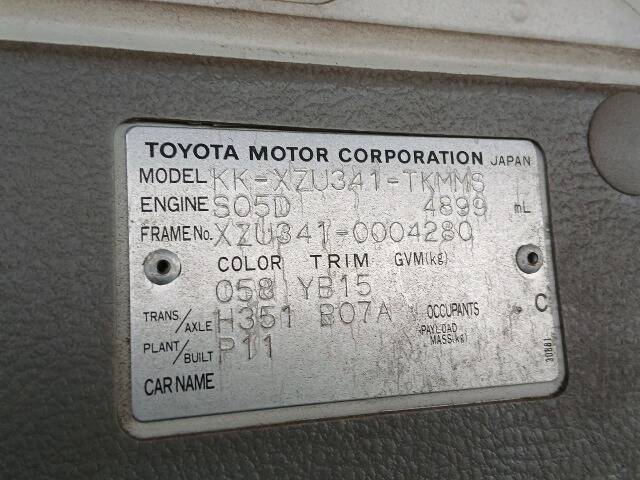 TOYOTA MOTOR CORPORATION JAPAN
MODEL KK-XZU341-TKMMS
ENGINE S05D 4899 mL
FRAME No. XZU341-0004280
COLOR TRIM GVM(kg)
058 YB15
TRANS/AXLE H351 B07A OCCUPANTS C
PAYLOAD MASS(kg)
PLANT/BUILT P11
CAR NAME
30881